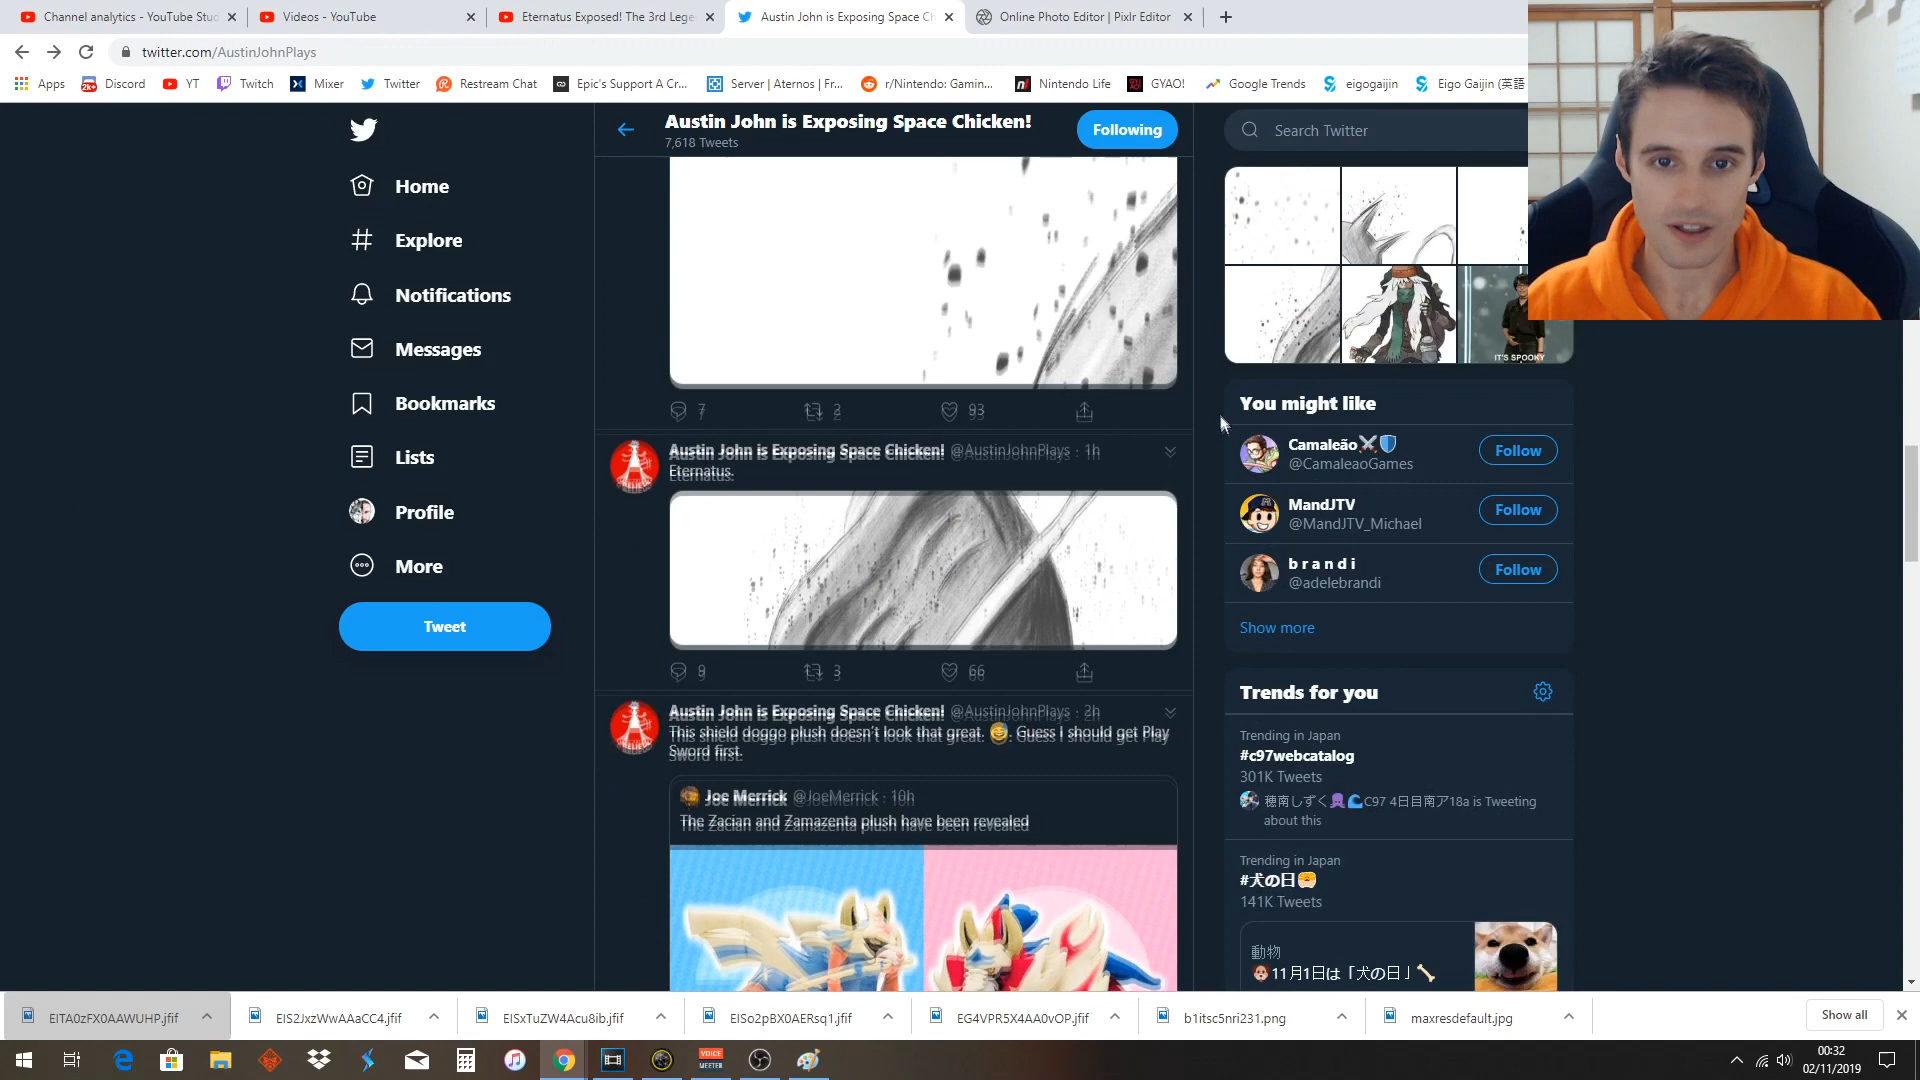 Channel analytics - YouTube Stu
Videos - YouTube
Eternatus Exposed! The 3rd Lege
Austin John is Exposing Space Ch
Online Photo Editor | Pixlr Editor
twitter.com/AustinJohnPlays
Apps
Discord
YT
Twitch
Mixer
Twitter
Restream Chat
Epic's Support A Cr...
Server | Aternos | Fr...
r/Nintendo: Gamin...
Nintendo Life
GYAO!
Google Trends
eigogaijin
Eigo Gaijin (英語
Austin John is Exposing Space Chicken!
7,618 Tweets
Following
Search Twitter
Home
Explore
Notifications
Messages
Bookmarks
Lists
Profile
More
Tweet
7
2
93
Austin John is Exposing Space Chicken! @AustinJohnPlays · 1h
Eternatus.
9
3
66
Austin John is Exposing Space Chicken! @AustinJohnPlays · 2h
This shield doggo plush doesn't look that great. 😅. Guess I should get Play
Sword first.
Joe Merrick @JoeMerrick · 10h
The Zacian and Zamazenta plush have been revealed
IT'S SPOOKY
You might like
Camaleão⚔️🛡️
@CamaleaoGames
Follow
MandJTV
@MandJTV_Michael
Follow
b r a n d i
@adelebrandi
Follow
Show more
Trends for you
Trending in Japan
#c97webcatalog
301K Tweets
穂南しずく🐙🌊C97 4日目南ア18a is Tweeting
about this
Trending in Japan
#犬の日
141K Tweets
動物
🐶11月1日は「犬の日」🦴
EITA0zFX0AAWUHP.jfif
EIS2JxzWwAAaCC4.jfif
EISxTuZW4Acu8ib.jfif
EISo2pBX0AERsq1.jfif
EG4VPR5X4AA0vOP.jfif
b1itsc5nri231.png
maxresdefault.jpg
Show all
VOICE
MEETER
00:32
02/11/2019